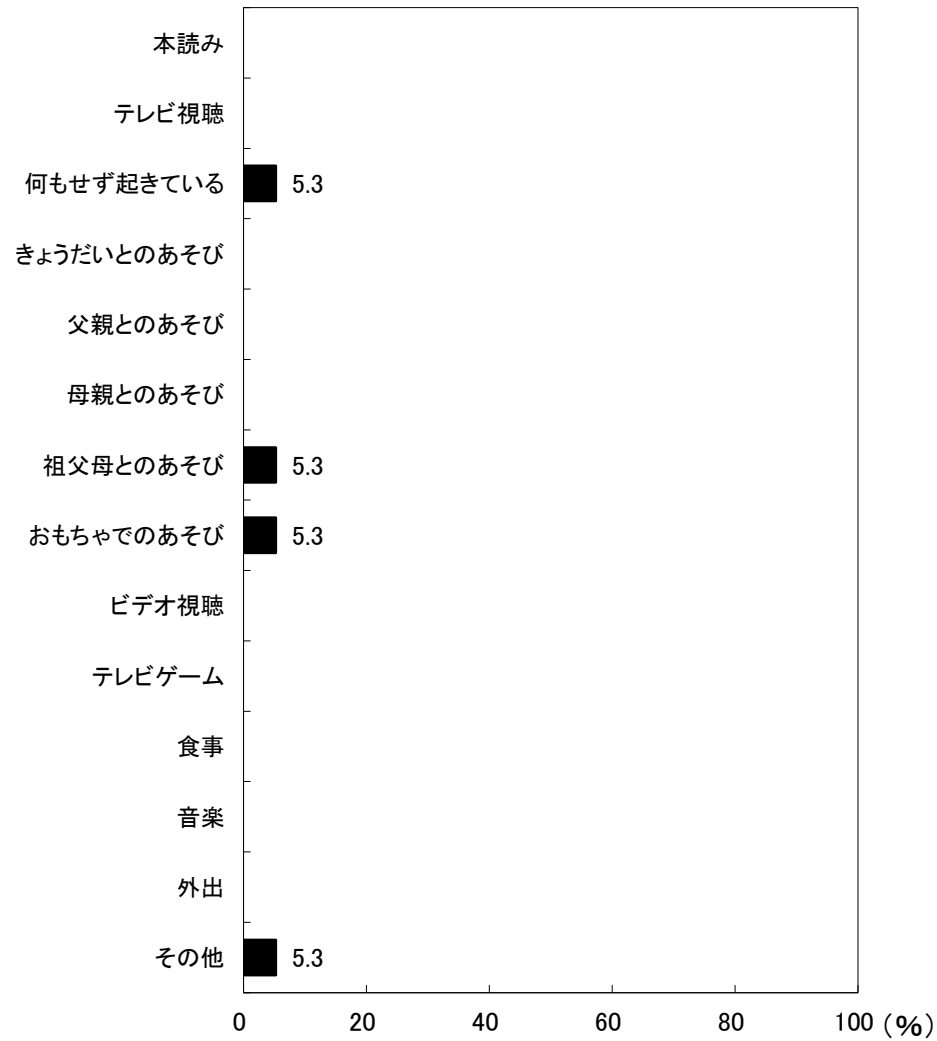 本読み
テレビ視聴
何もせず起きている 5.3
きょうだいとのあそび
父親とのあそび
母親とのあそび
祖父母とのあそび 5.3
おもちゃでのあそび 5.3
ビデオ視聴
テレビゲーム
食事
音楽
外出
その他 5.3
0 20 40 60 80 100 (%)